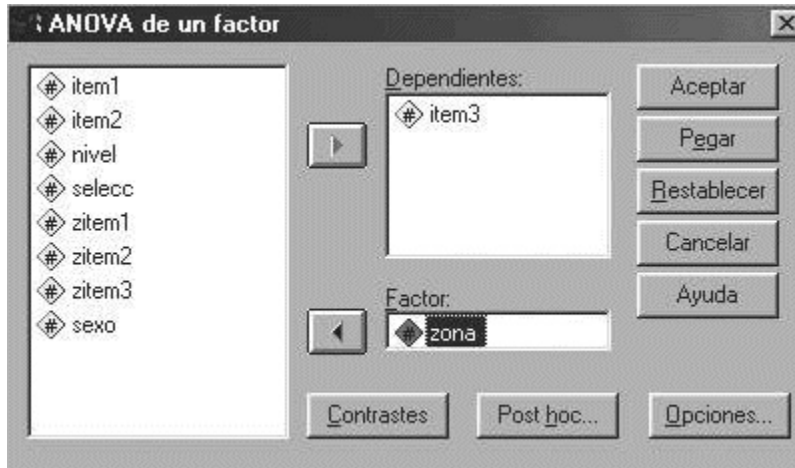 ANOVA de un factor
item1
item2
nivel
selecc
zitem1
zitem2
zitem3
sexo
Dependientes:
item3
Factor:
zona
Aceptar
Pegar
Restablecer
Cancelar
Ayuda
Contrastes
Post hoc...
Opciones...